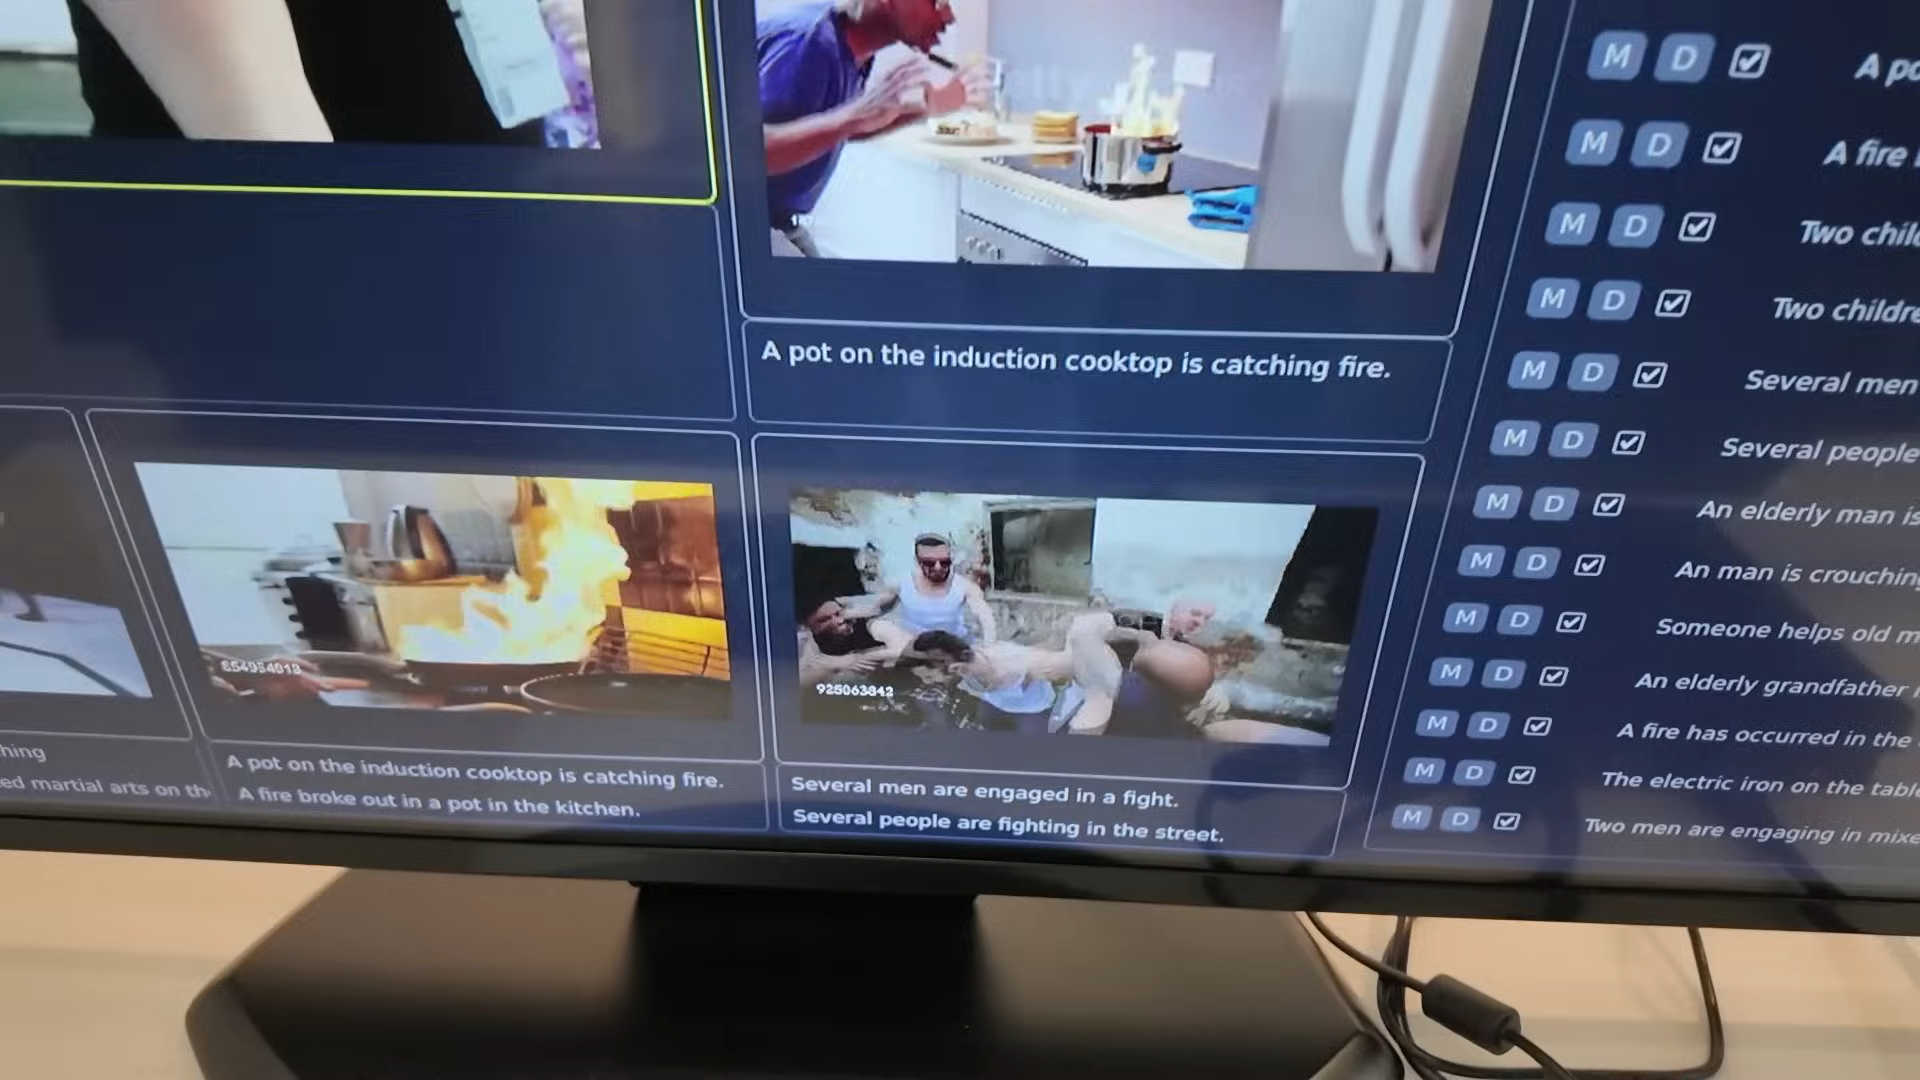 A pot on the induction cooktop is catching fire.
854954013
925063842
hing
ed martial arts on th
A pot on the induction cooktop is catching fire.
A fire broke out in a pot in the kitchen.
Several men are engaged in a fight.
Several people are fighting in the street.
M D A po
M D A fire
M D Two chil
M D Two childre
M D Several men
M D Several people
M D An elderly man is
M D An man is crouching
M D Someone helps old m
M D An elderly grandfather
M D A fire has occurred in the
M D The electric iron on the table
M D Two men are engaging in mixe